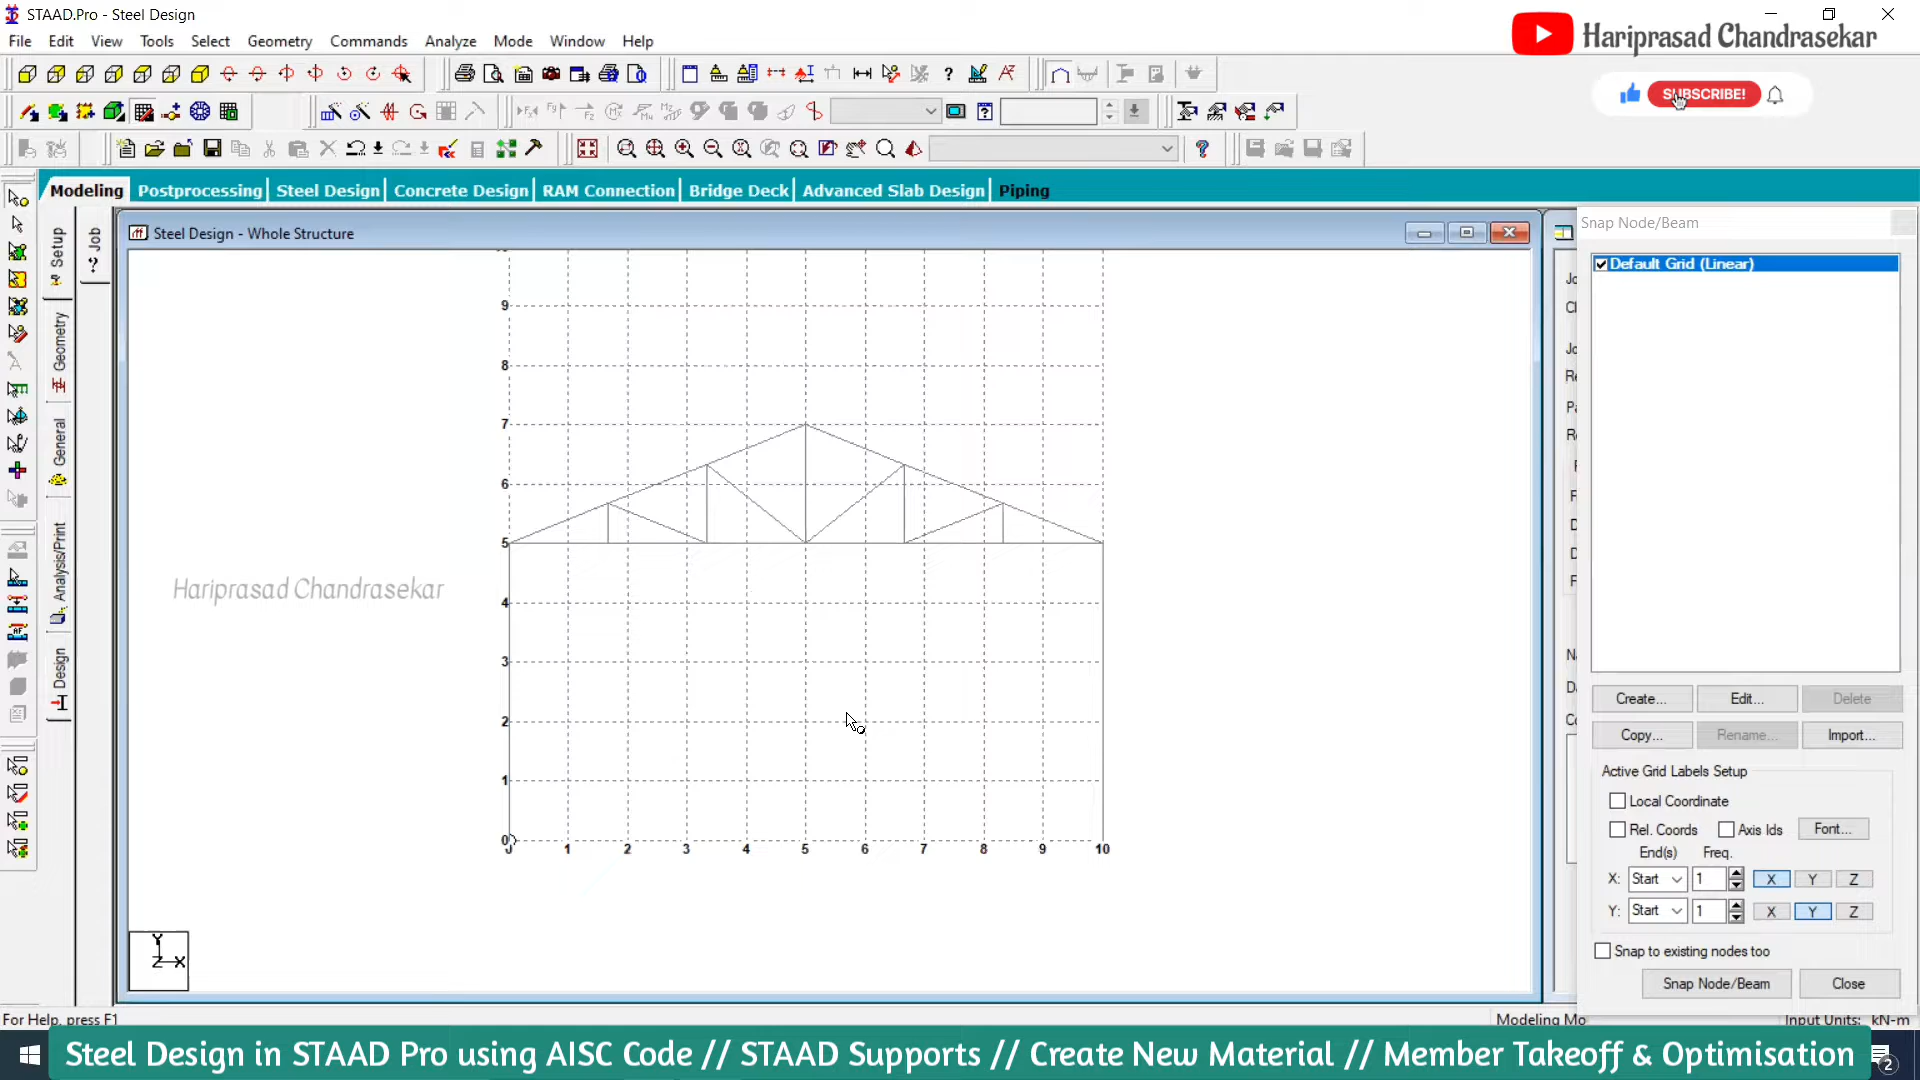 STAAD.Pro - Steel Design
File Edit View Tools Select Geometry Commands Analyze Mode Window Help
Hariprasad Chandrasekar
SUBSCRIBE!
Modeling Postprocessing Steel Design Concrete Design RAM Connection Bridge Deck Advanced Slab Design Piping
Setup
Geometry
General
Analysis/Print
Design
Job
Steel Design - Whole Structure
9
8
7
6
5
4
3
2
1
0
1 2 3 4 5 6 7 8 9 10
Hariprasad Chandrasekar
Y
Z X
Snap Node/Beam
Default Grid (Linear)
Create... Edit... Delete
Copy... Rename... Import...
Active Grid Labels Setup
Local Coordinate
Rel. Coords Axis Ids Font...
End(s) Freq.
X: Start 1 X Y Z
Y: Start 1 X Y Z
Snap to existing nodes too
Snap Node/Beam Close
For Help, press F1
Modeling Mo
Input Units: kN-m
Steel Design in STAAD Pro using AISC Code // STAAD Supports // Create New Material // Member Takeoff & Optimisation
2